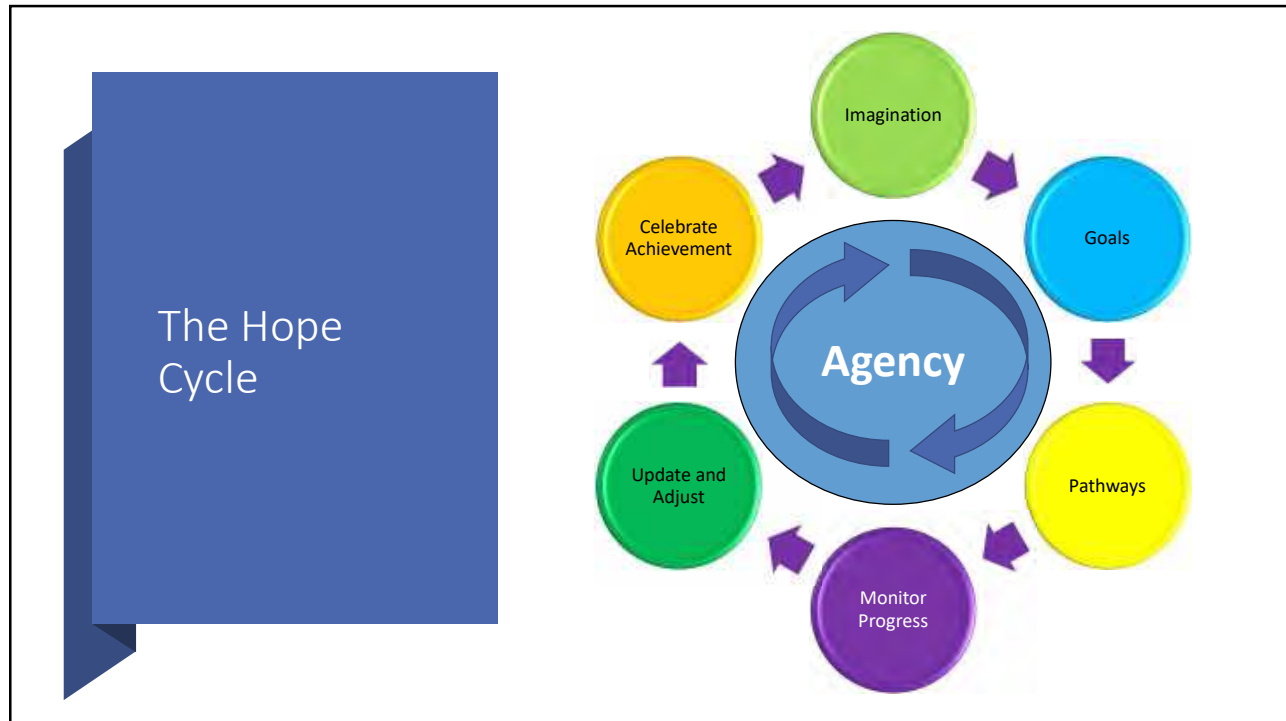 The Hope
Cycle
Imagination
Goals
Pathways
Monitor
Progress
Update and
Adjust
Celebrate
Achievement
Agency